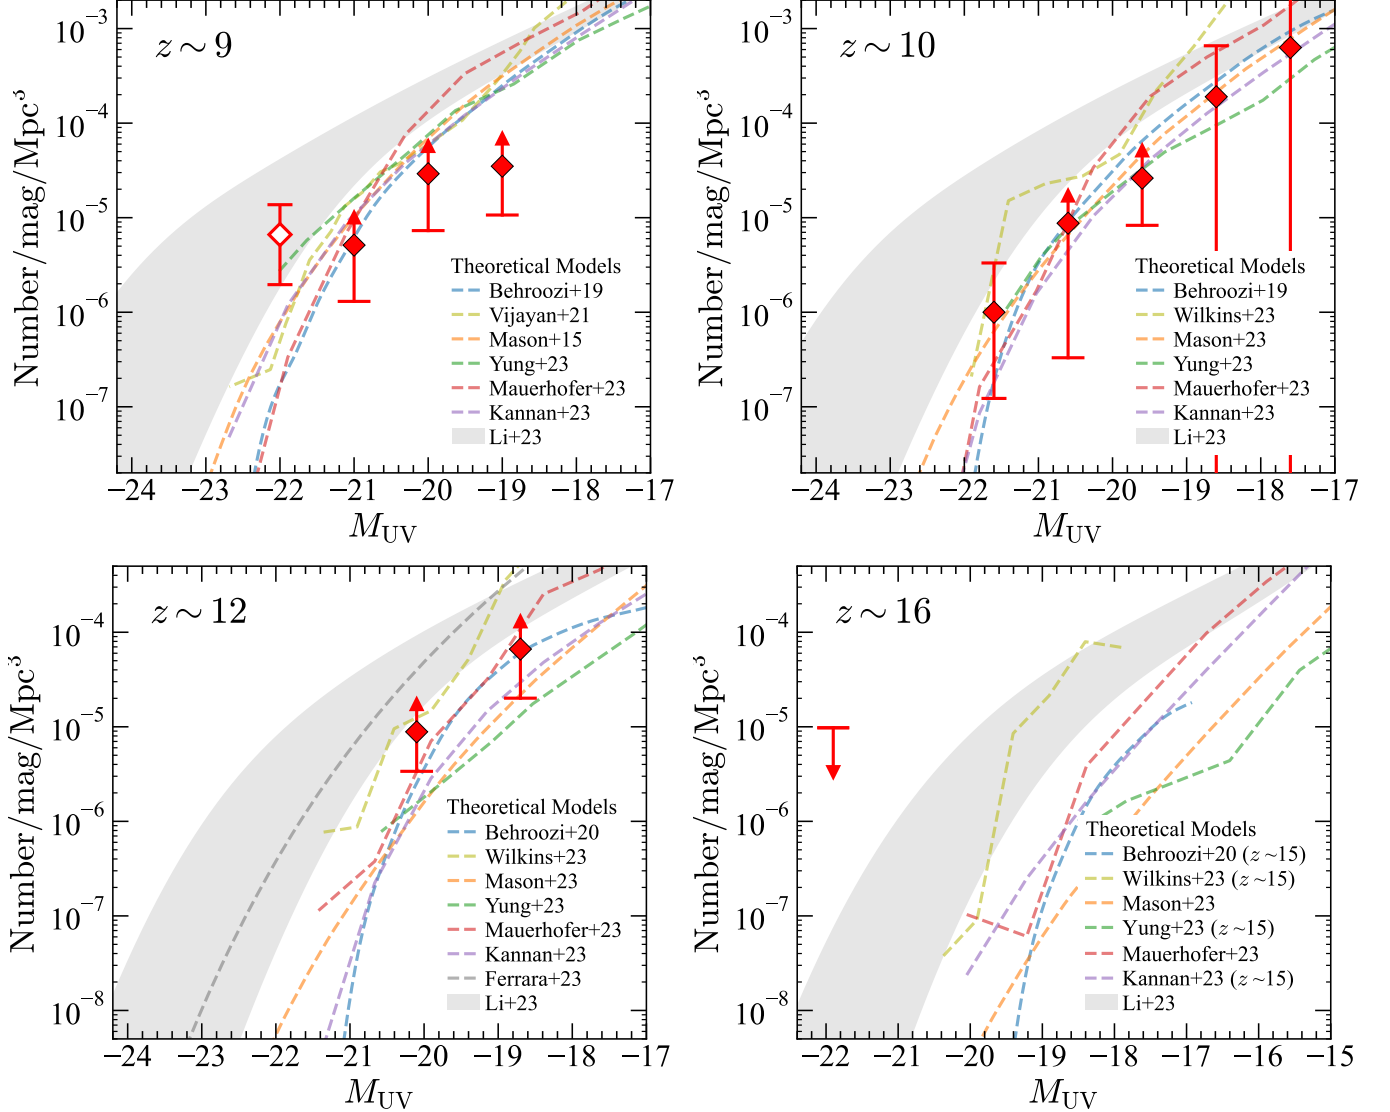 z ~ 9
10⁻³
10⁻⁴
10⁻⁵
10⁻⁶
10⁻⁷
Number/mag/Mpc³
Theoretical Models
Behroozi+19
Vijayan+21
Mason+15
Yung+23
Mauerhofer+23
Kannan+23
Li+23
−24 −23 −22 −21 −20 −19 −18 −17
M_UV
z ~ 10
10⁻³
10⁻⁴
10⁻⁵
10⁻⁶
10⁻⁷
Number/mag/Mpc³
Theoretical Models
Behroozi+19
Wilkins+23
Mason+23
Yung+23
Mauerhofer+23
Kannan+23
Li+23
−24 −23 −22 −21 −20 −19 −18 −17
M_UV
z ~ 12
10⁻⁴
10⁻⁵
10⁻⁶
10⁻⁷
10⁻⁸
Number/mag/Mpc³
Theoretical Models
Behroozi+20
Wilkins+23
Mason+23
Yung+23
Mauerhofer+23
Kannan+23
Ferrara+23
Li+23
−24 −23 −22 −21 −20 −19 −18 −17
M_UV
z ~ 16
10⁻⁴
10⁻⁵
10⁻⁶
10⁻⁷
10⁻⁸
Number/mag/Mpc³
Theoretical Models
Behroozi+20 (z ~15)
Wilkins+23 (z ~15)
Mason+23
Yung+23 (z ~15)
Mauerhofer+23
Kannan+23 (z ~15)
Li+23
−22 −21 −20 −19 −18 −17 −16 −15
M_UV